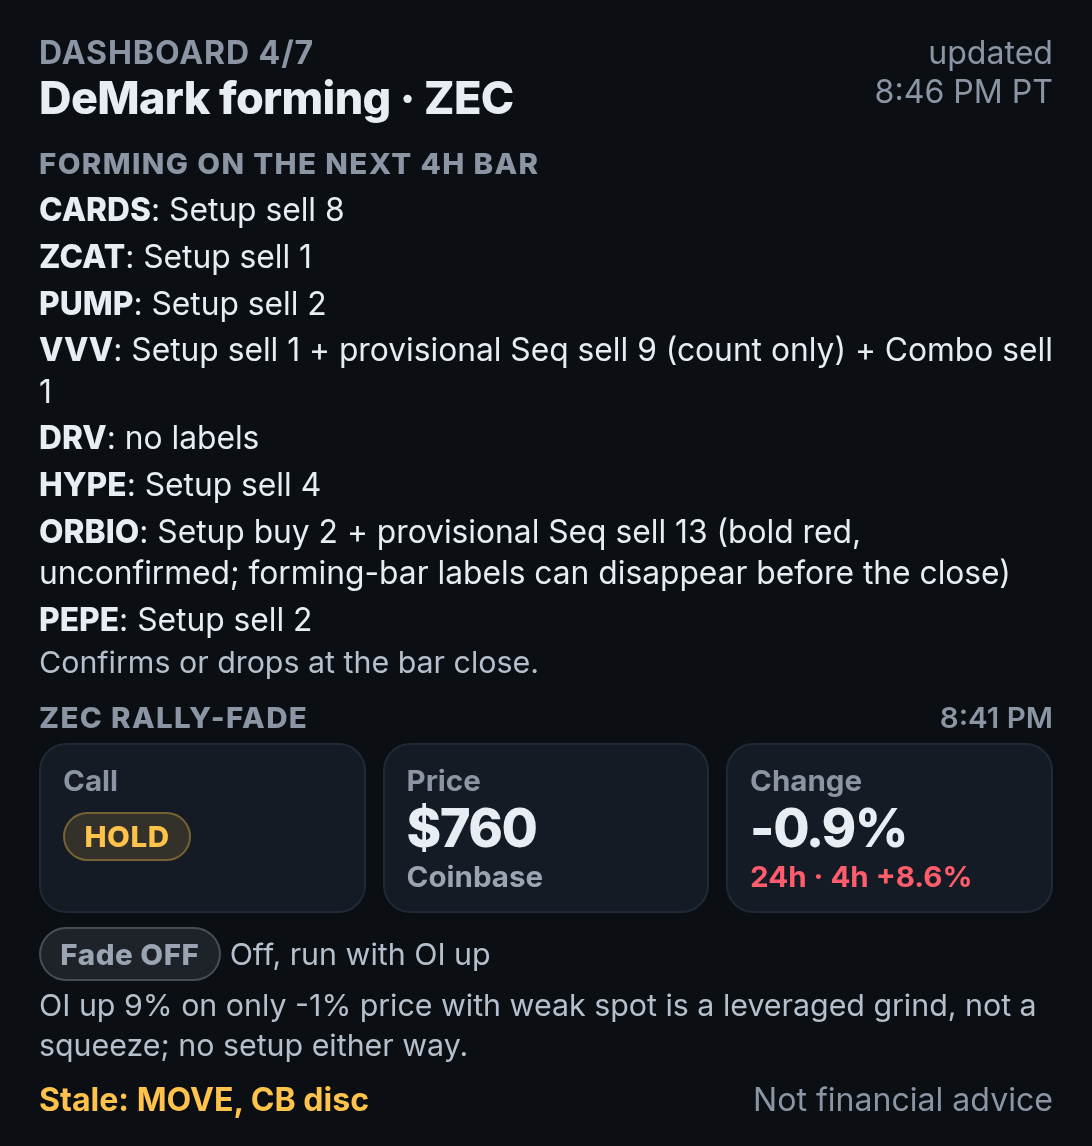 DASHBOARD 4/7
updated
DeMark forming · ZEC
8:46 PM PT
FORMING ON THE NEXT 4H BAR
CARDS: Setup sell 8
ZCAT: Setup sell 1
PUMP: Setup sell 2
VVV: Setup sell 1 + provisional Seq sell 9 (count only) + Combo sell
1
DRV: no labels
HYPE: Setup sell 4
ORBIO: Setup buy 2 + provisional Seq sell 13 (bold red,
unconfirmed; forming-bar labels can disappear before the close)
PEPE: Setup sell 2
Confirms or drops at the bar close.
ZEC RALLY-FADE
8:41 PM
Call
HOLD
Price
$760
Coinbase
Change
-0.9%
24h · 4h +8.6%
Fade OFF Off, run with OI up
OI up 9% on only -1% price with weak spot is a leveraged grind, not a
squeeze; no setup either way.
Stale: MOVE, CB disc
Not financial advice